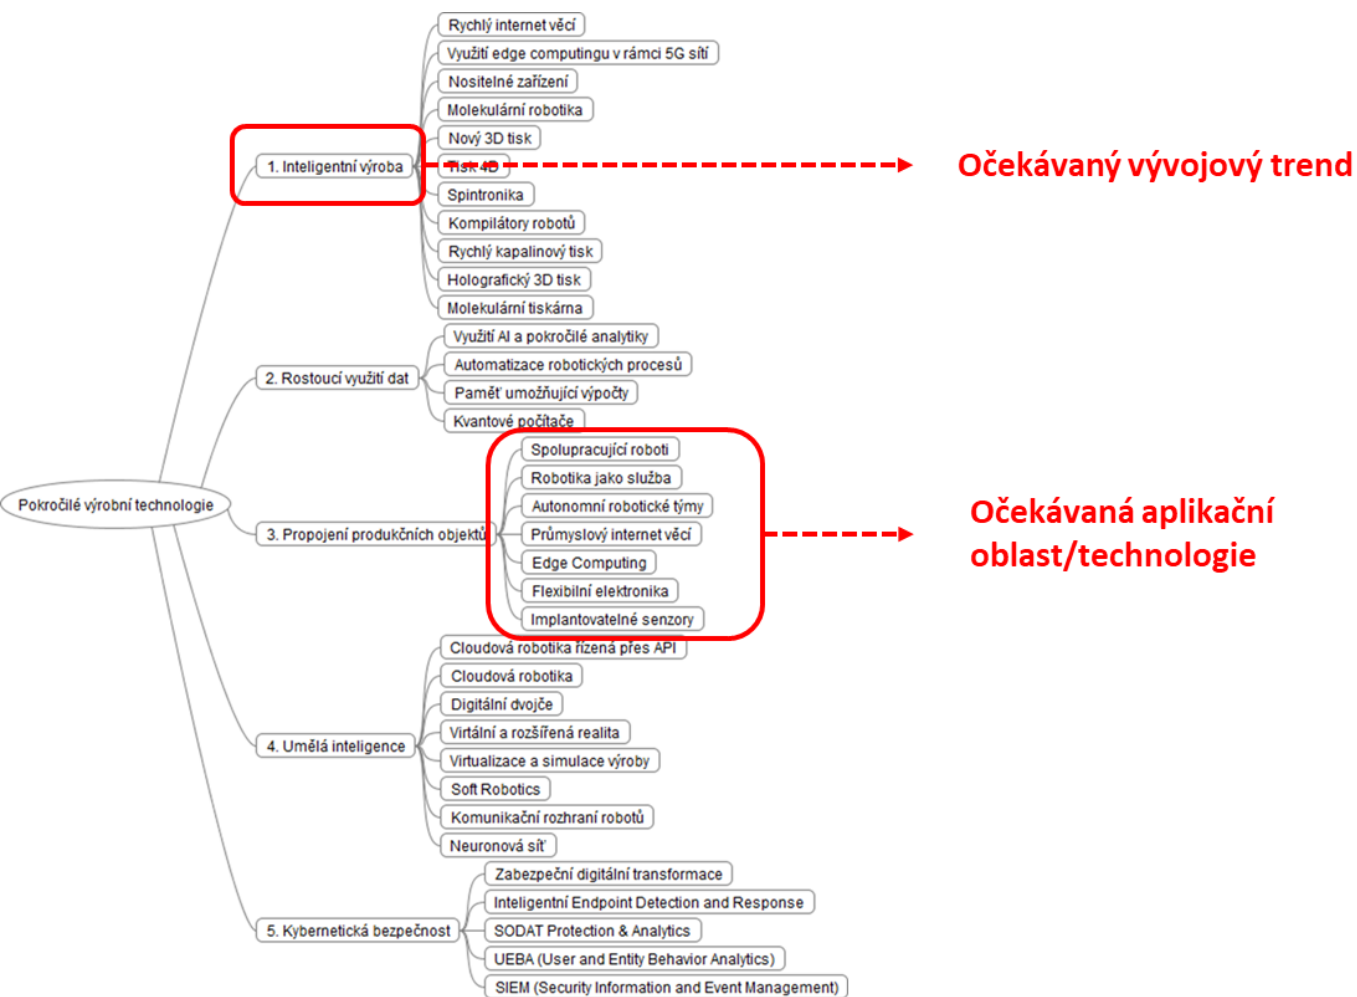 Rychlý internet věcí
Využití edge computingu v rámci 5G sítí
Nositelné zařízení
Molekulární robotika
Nový 3D tisk
1. Inteligentní výroba
Tisk 4D
Spintronika
Kompilátory robotů
Rychlý kapalinový tisk
Holografický 3D tisk
Molekulární tiskárna
Očekávaný vývojový trend
Využití AI a pokročilé analytiky
Automatizace robotických procesů
2. Rostoucí využití dat
Paměť umožňující výpočty
Kvantové počítače
Pokročilé výrobní technologie
Spolupracující roboti
Robotika jako služba
Autonomní robotické týmy
3. Propojení produkčních objektů
Průmyslový internet věcí
Edge Computing
Flexibilní elektronika
Implantovatelné senzory
Očekávaná aplikační
oblast/technologie
Cloudová robotika řízená přes API
Cloudová robotika
Digitální dvojče
Virtální a rozšířená realita
4. Umělá inteligence
Virtualizace a simulace výroby
Soft Robotics
Komunikační rozhraní robotů
Neuronová síť
Zabezpeční digitální transformace
Inteligentní Endpoint Detection and Response
5. Kybernetická bezpečnost
SODAT Protection & Analytics
UEBA (User and Entity Behavior Analytics)
SIEM (Security Information and Event Management)